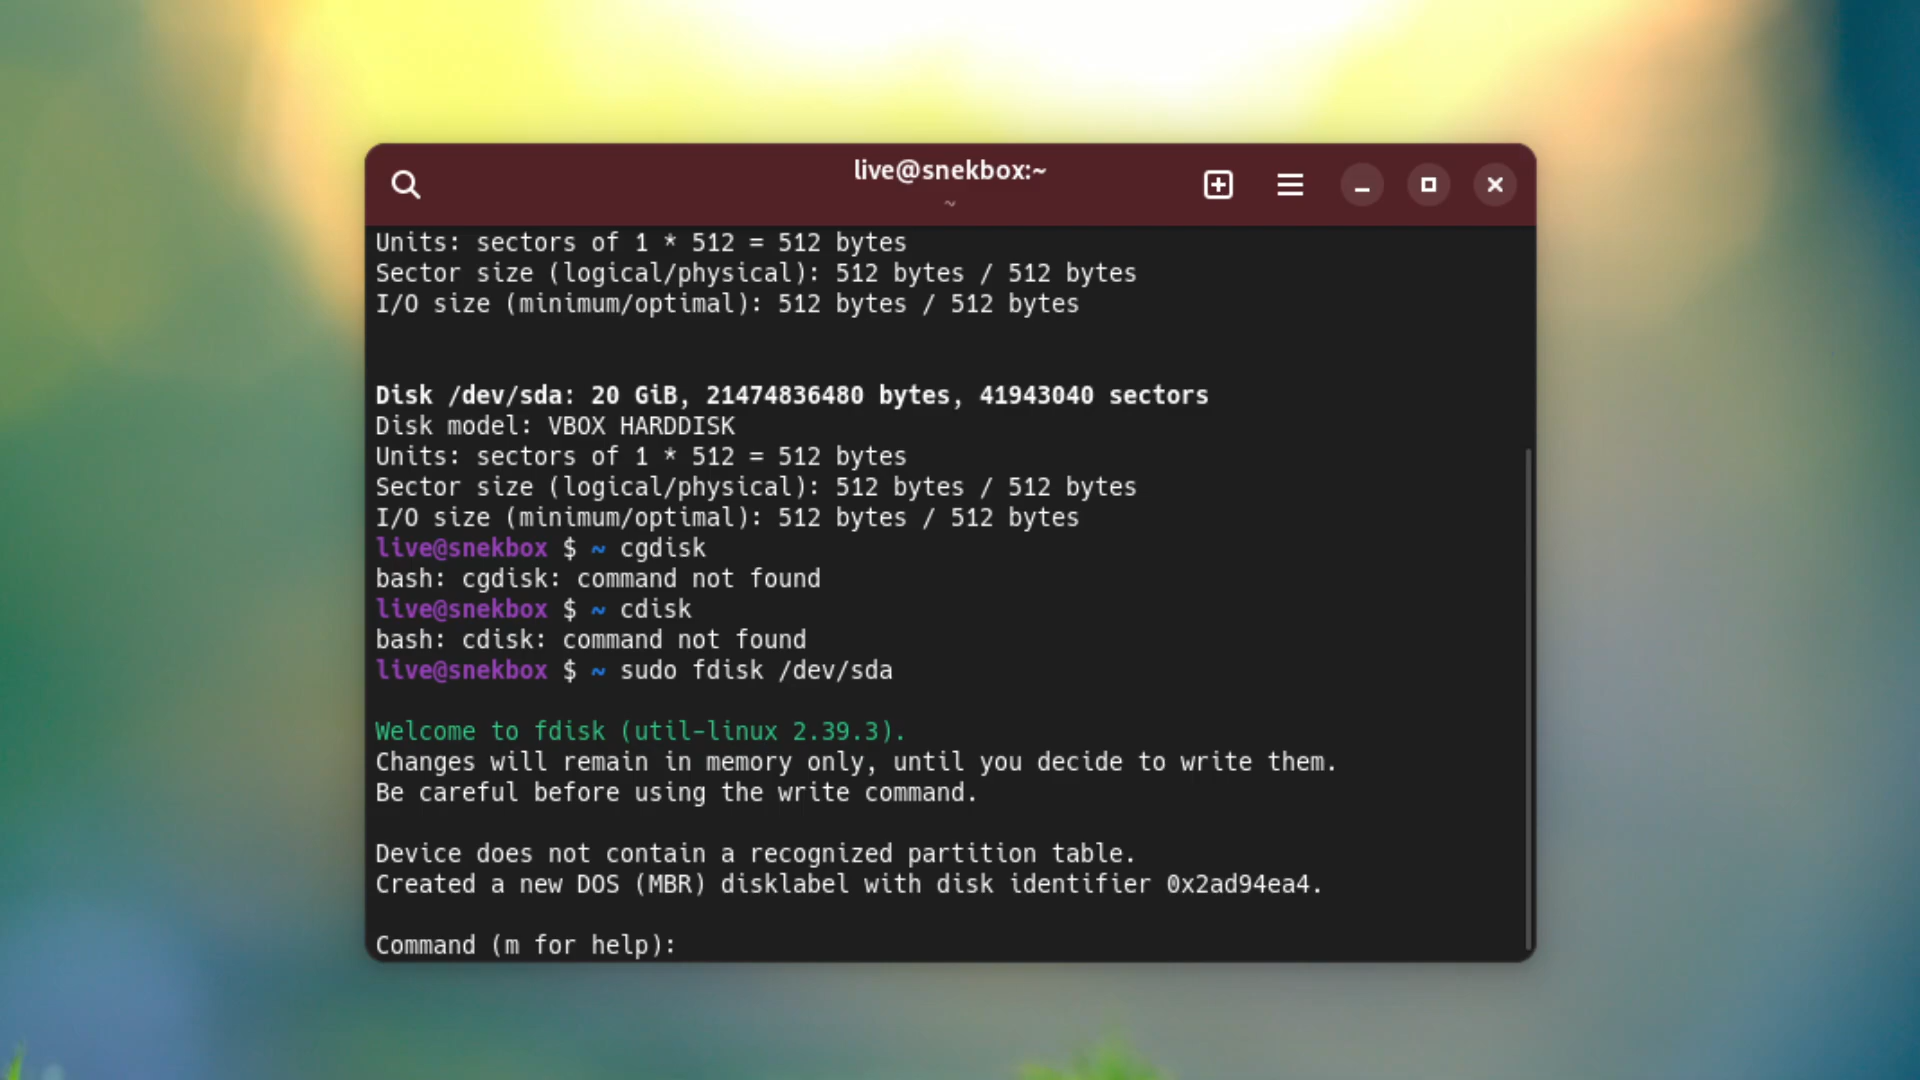 live@snekbox:~
~
Units: sectors of 1 * 512 = 512 bytes
Sector size (logical/physical): 512 bytes / 512 bytes
I/O size (minimum/optimal): 512 bytes / 512 bytes
Disk /dev/sda: 20 GiB, 21474836480 bytes, 41943040 sectors
Disk model: VBOX HARDDISK
Units: sectors of 1 * 512 = 512 bytes
Sector size (logical/physical): 512 bytes / 512 bytes
I/O size (minimum/optimal): 512 bytes / 512 bytes
live@snekbox $ ~ cgdisk
bash: cgdisk: command not found
live@snekbox $ ~ cdisk
bash: cdisk: command not found
live@snekbox $ ~ sudo fdisk /dev/sda
Welcome to fdisk (util-linux 2.39.3).
Changes will remain in memory only, until you decide to write them.
Be careful before using the write command.
Device does not contain a recognized partition table.
Created a new DOS (MBR) disklabel with disk identifier 0x2ad94ea4.
Command (m for help):